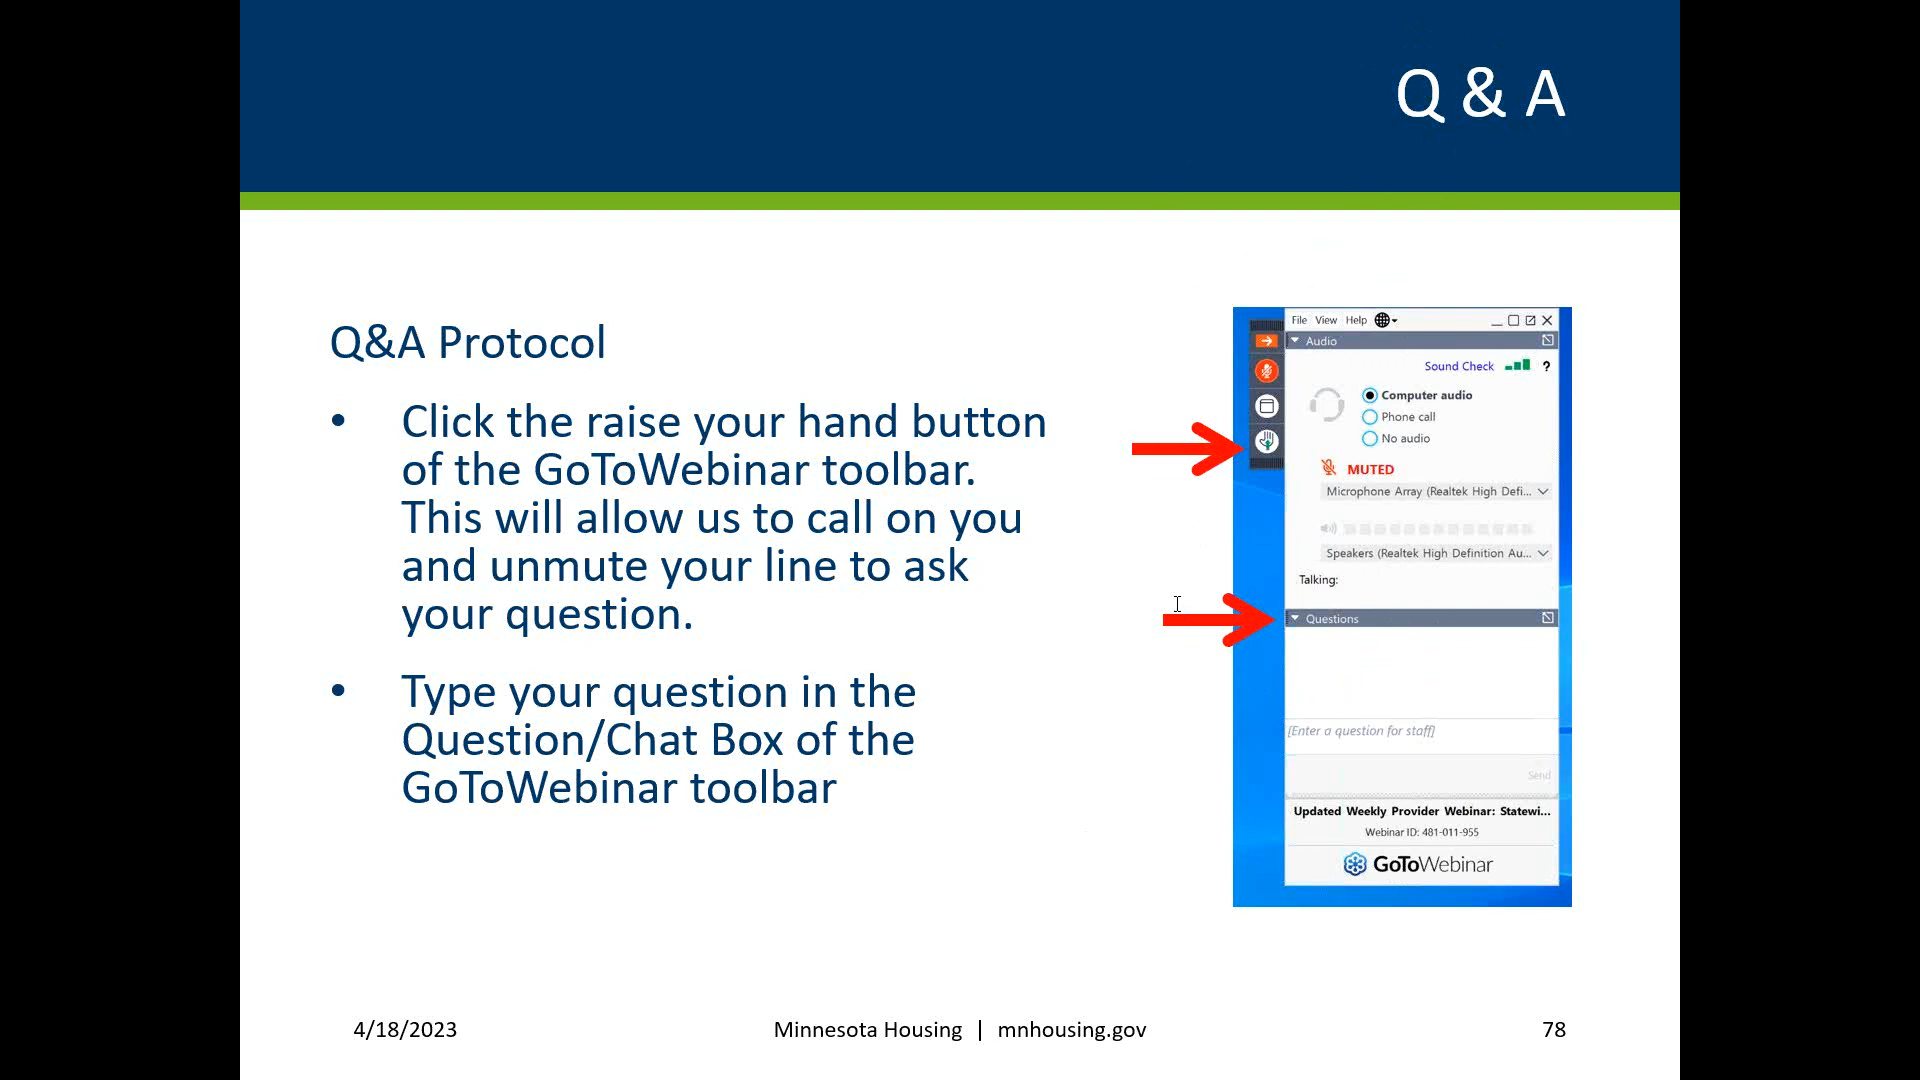 Q & A
Q&A Protocol
• Click the raise your hand button
of the GoToWebinar toolbar.
This will allow us to call on you
and unmute your line to ask
your question.
• Type your question in the
Question/Chat Box of the
GoToWebinar toolbar
File View Help
Audio
Sound Check ?
Computer audio
Phone call
No audio
MUTED
Microphone Array (Realtek High Defi...
Speakers (Realtek High Definition Au...
Talking:
Questions
[Enter a question for staff]
Send
Updated Weekly Provider Webinar: Statewi...
Webinar ID: 481-011-955
GoToWebinar
4/18/2023
Minnesota Housing | mnhousing.gov
78